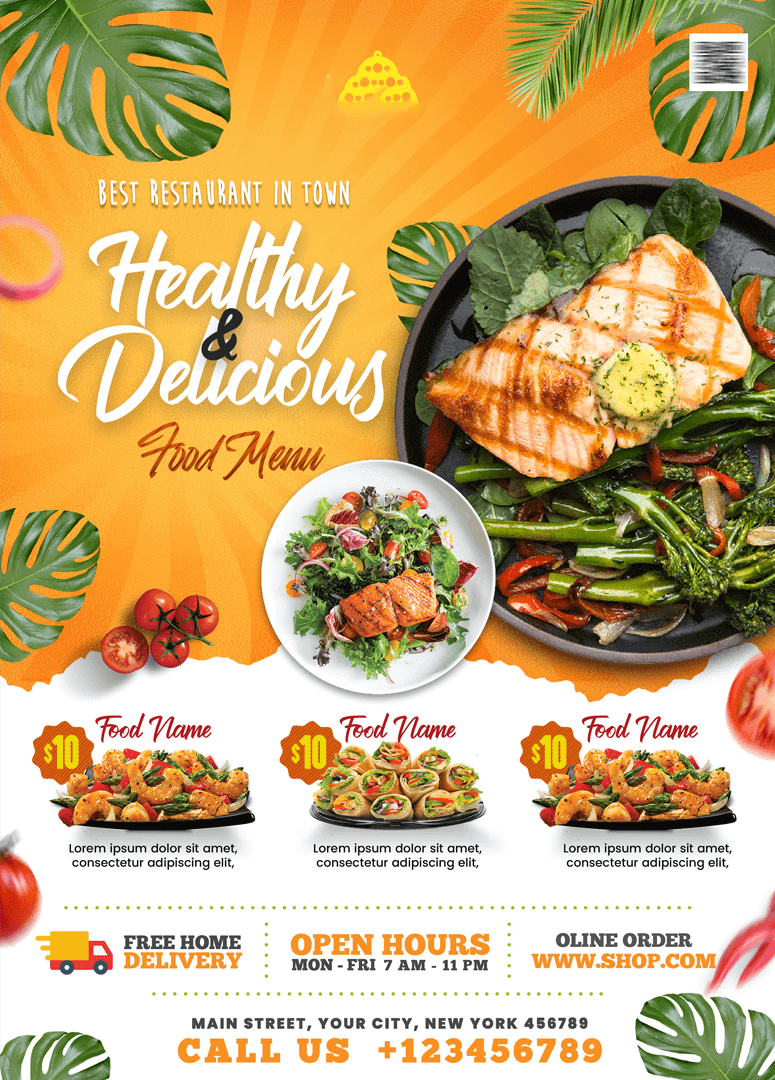 BEST RESTAURANT IN TOWN
Healthy
&
Delicious
Food Menu
$10
Food Name
Lorem ipsum dolor sit amet,
consectetur adipiscing elit,
$10
Food Name
Lorem ipsum dolor sit amet,
consectetur adipiscing elit,
$10
Food Name
Lorem ipsum dolor sit amet,
consectetur adipiscing elit,
FREE HOME
DELIVERY
OPEN HOURS
MON - FRI 7 AM - 11 PM
OLINE ORDER
WWW.SHOP.COM
MAIN STREET, YOUR CITY, NEW YORK 456789
CALL US +123456789